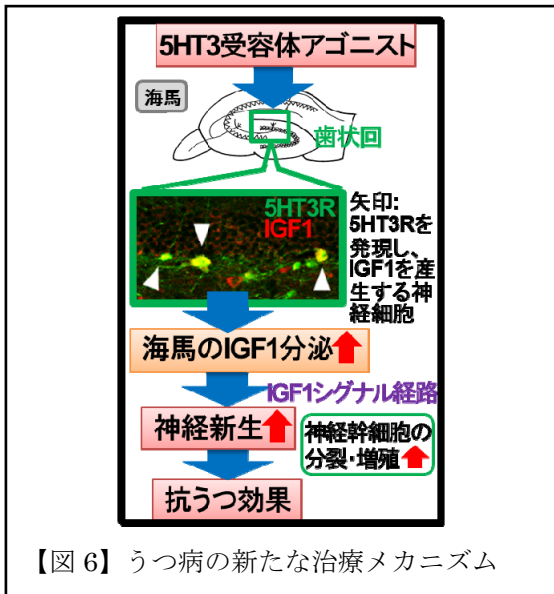 5HT3受容体アゴニスト
海馬
歯状回
5HT3R
IGF1
矢印:
5HT3Rを
発現し、
IGF1を産
生する神
経細胞
海馬のIGF1分泌
IGF1シグナル経路
神経新生
神経幹細胞の
分裂・増殖
抗うつ効果
【図 6】うつ病の新たな治療メカニズム